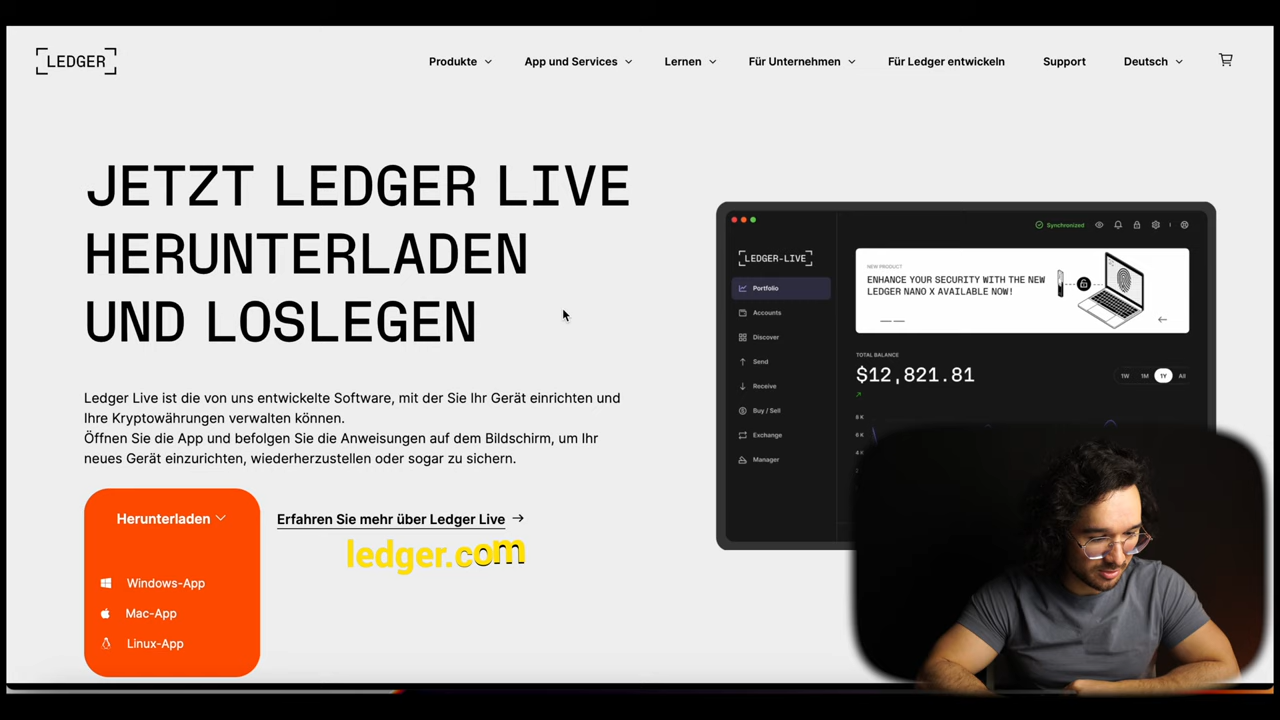 LEDGER
Produkte
App und Services
Lernen
Für Unternehmen
Für Ledger entwickeln
Support
Deutsch
JETZT LEDGER LIVE
HERUNTERLADEN
UND LOSLEGEN
Ledger Live ist die von uns entwickelte Software, mit der Sie Ihr Gerät einrichten und
Ihre Kryptowährungen verwalten können.
Öffnen Sie die App und befolgen Sie die Anweisungen auf dem Bildschirm, um Ihr
neues Gerät einzurichten, wiederherzustellen oder sogar zu sichern.
Herunterladen
Erfahren Sie mehr über Ledger Live
ledger.com
Windows-App
Mac-App
Linux-App
Synchronized
LEDGER-LIVE
Portfolio
Accounts
Discover
Send
Receive
Buy / Sell
Exchange
Manager
NEW PRODUCT
ENHANCE YOUR SECURITY WITH THE NEW
LEDGER NANO X AVAILABLE NOW!
TOTAL BALANCE
$12,821.81
1W
1M
1Y
All
8 K
6 K